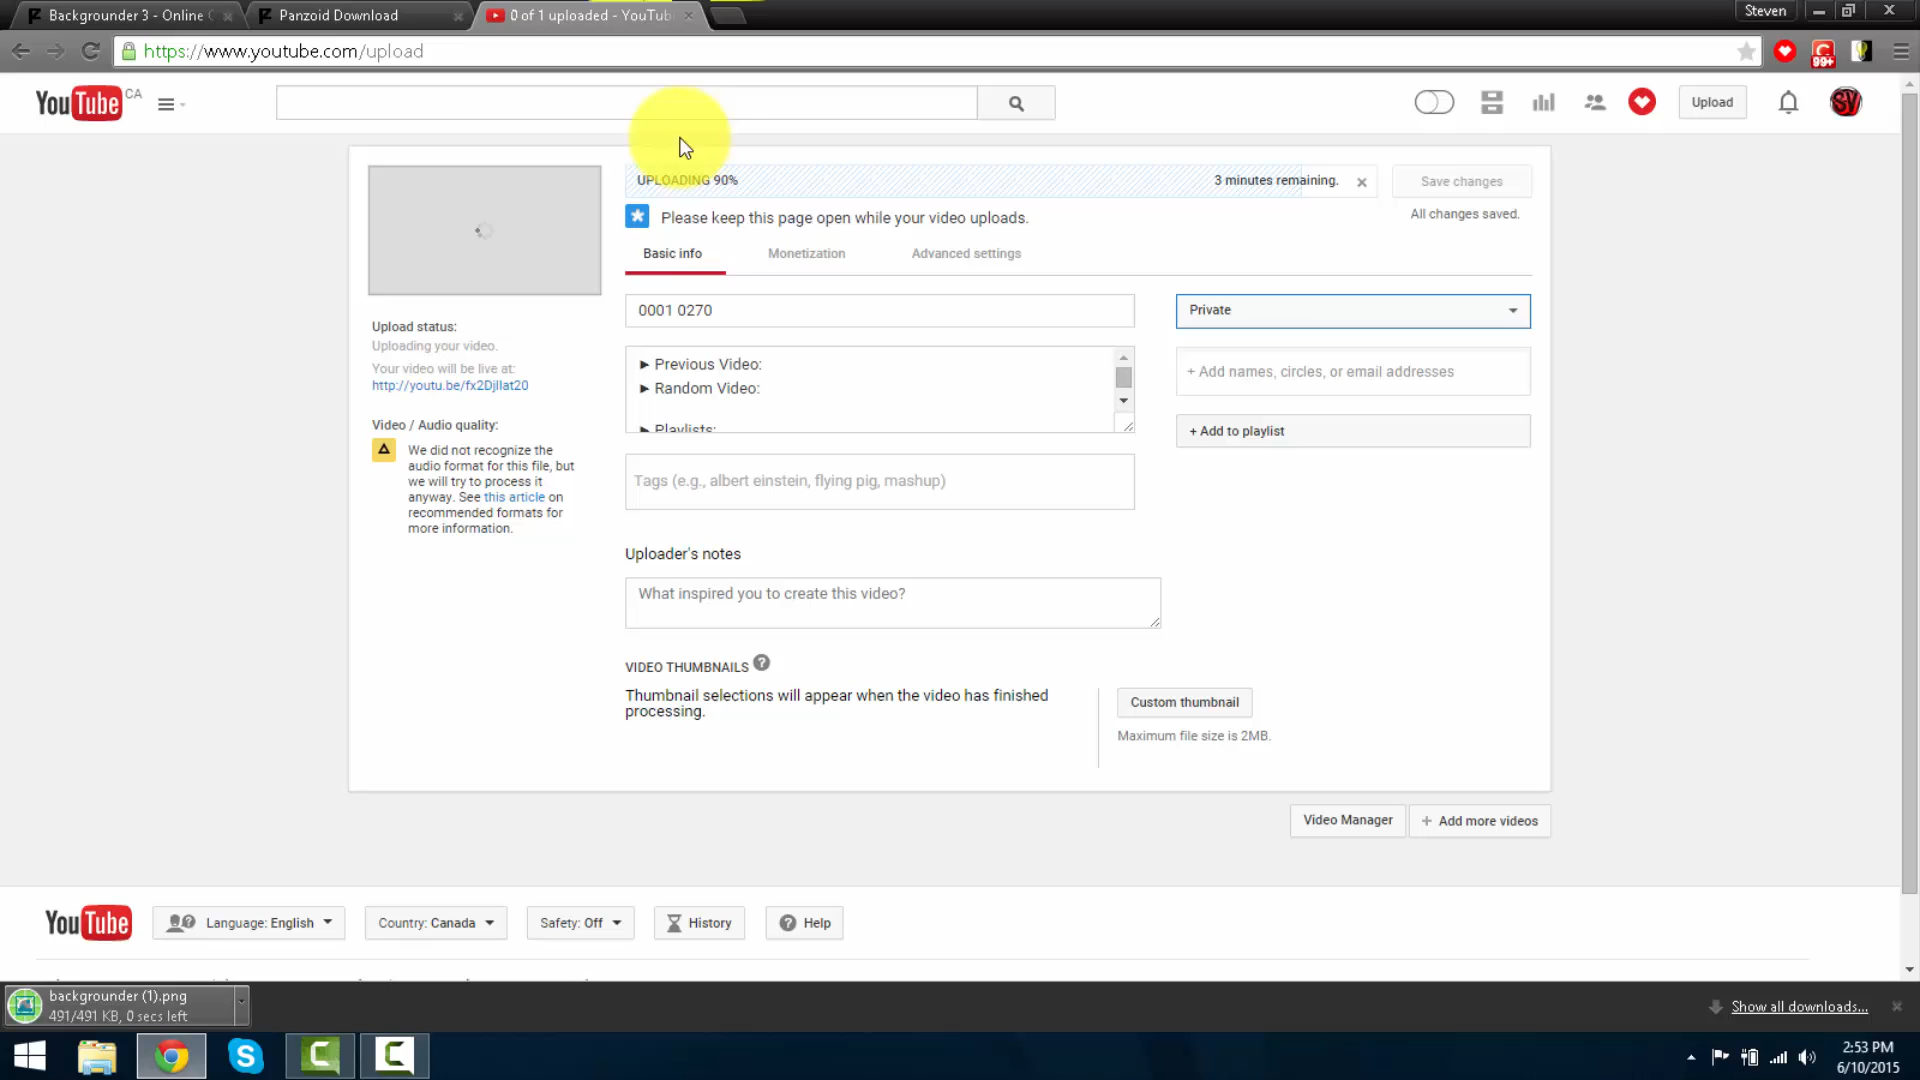 Backgrounder 3 - Online
Panzoid Download
0 of 1 uploaded - YouTub
Steven
https://www.youtube.com/upload
99+
YouTube CA
Upload
SV
UPLOADING 90%
3 minutes remaining.
Save changes
Please keep this page open while your video uploads.
All changes saved.
Basic info
Monetization
Advanced settings
0001 0270
Private
Upload status:
Uploading your video.
Your video will be live at:
http://youtu.be/fx2DjIlat20
► Previous Video:
► Random Video:
► Playlists:
+ Add names, circles, or email addresses
+ Add to playlist
Video / Audio quality:
We did not recognize the
audio format for this file, but
we will try to process it
anyway. See this article on
recommended formats for
more information.
Tags (e.g., albert einstein, flying pig, mashup)
Uploader's notes
What inspired you to create this video?
VIDEO THUMBNAILS ?
Thumbnail selections will appear when the video has finished
processing.
Custom thumbnail
Maximum file size is 2MB.
Video Manager
+ Add more videos
YouTube
Language: English
Country: Canada
Safety: Off
History
Help
backgrounder (1).png
491/491 KB, 0 secs left
Show all downloads...
2:53 PM
6/10/2015